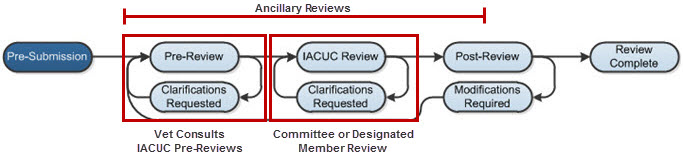 Ancillary Reviews
Pre-Submission
Pre-Review
IACUC Review
Post-Review
Review
Complete
Clarifications
Requested
Clarifications
Requested
Modifications
Required
Vet Consults
IACUC Pre-Reviews
Committee or Designated
Member Review